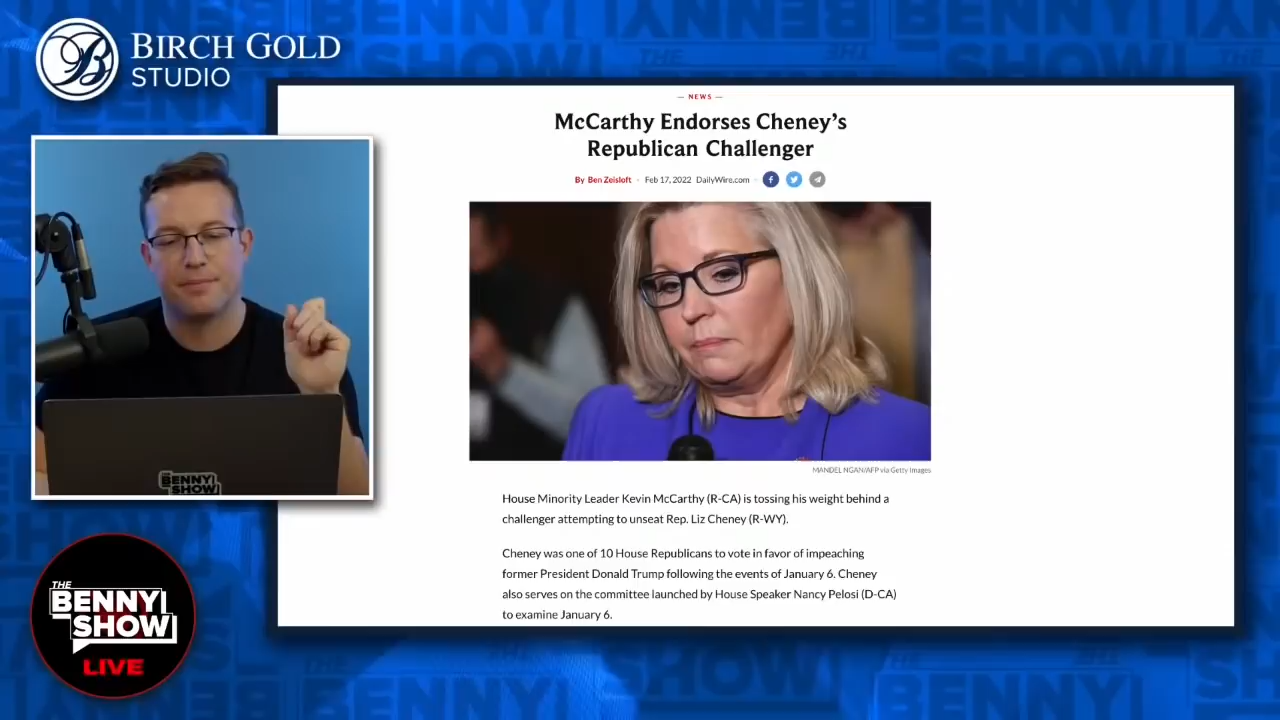 BIRCH GOLD
STUDIO
— NEWS —
McCarthy Endorses Cheney's
Republican Challenger
By Ben Zeisloft · Feb 17, 2022 DailyWire.com ·
MANDEL NGAN/AFP via Getty Images
House Minority Leader Kevin McCarthy (R-CA) is tossing his weight behind a
challenger attempting to unseat Rep. Liz Cheney (R-WY).
Cheney was one of 10 House Republicans to vote in favor of impeaching
former President Donald Trump following the events of January 6. Cheney
also serves on the committee launched by House Speaker Nancy Pelosi (D-CA)
to examine January 6.
BENNY
SHOW
THE
BENNY
SHOW
LIVE